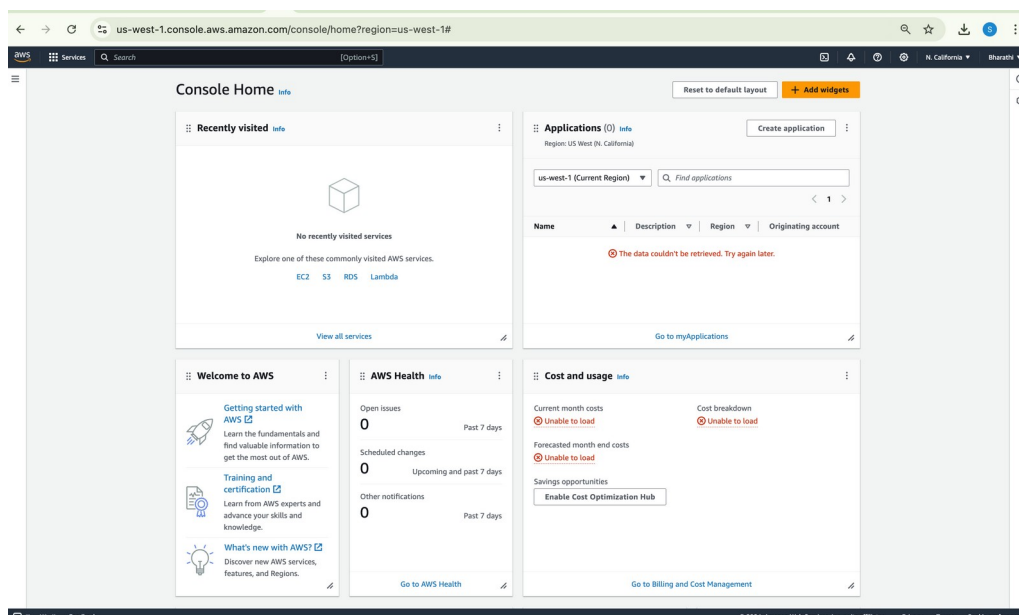 us-west-1.console.aws.amazon.com/console/home?region=us-west-1#
S
aws
Services
Search
[Option+S]
N. California
Bharathi
Console Home Info
Reset to default layout
+ Add widgets
Recently visited Info
No recently visited services
Explore one of these commonly visited AWS services.
EC2 S3 RDS Lambda
View all services
Applications (0) Info
Region: US West (N. California)
Create application
us-west-1 (Current Region)
Find applications
1
Name Description Region Originating account
The data couldn't be retrieved. Try again later.
Go to myApplications
Welcome to AWS
Getting started with
AWS
Learn the fundamentals and
find valuable information to
get the most out of AWS.
Training and
certification
Learn from AWS experts and
advance your skills and
knowledge.
What's new with AWS?
Discover new AWS services,
features, and Regions.
AWS Health Info
Open issues
0 Past 7 days
Scheduled changes
0 Upcoming and past 7 days
Other notifications
0 Past 7 days
Go to AWS Health
Cost and usage Info
Current month costs
Unable to load
Cost breakdown
Unable to load
Forecasted month end costs
Unable to load
Savings opportunities
Enable Cost Optimization Hub
Go to Billing and Cost Management